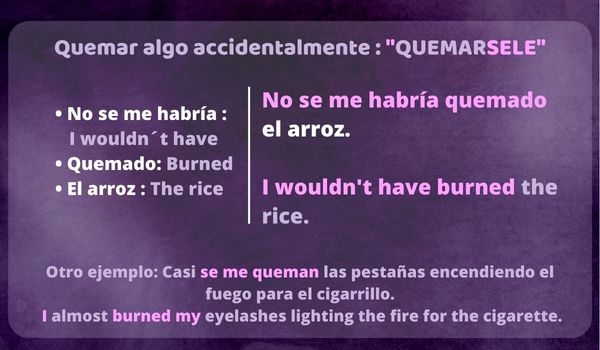 Quemar algo accidentalmente : "QUEMARSELE"
• No se me habría :
I wouldn´t have
• Quemado: Burned
• El arroz : The rice
No se me habría quemado
el arroz.
I wouldn't have burned the
rice.
Otro ejemplo: Casi se me queman las pestañas encendiendo el
fuego para el cigarrillo.
I almost burned my eyelashes lighting the fire for the cigarette.